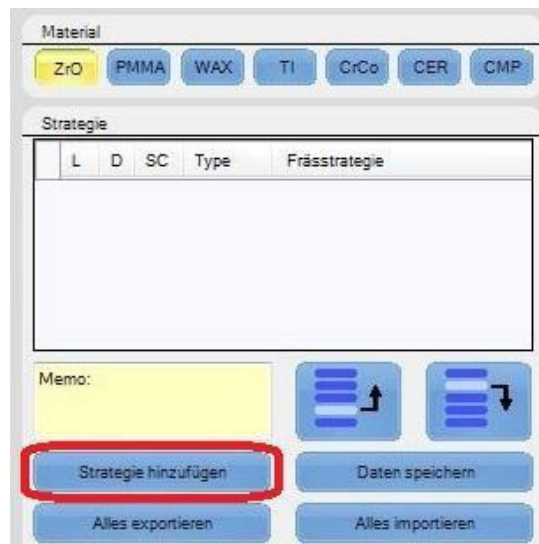 Material
ZrO PMMA WAX TI CrCo CER CMP
Strategie
L D SC Type Frässtrategie
Memo:
Strategie hinzufügen Daten speichern
Alles exportieren Alles importieren